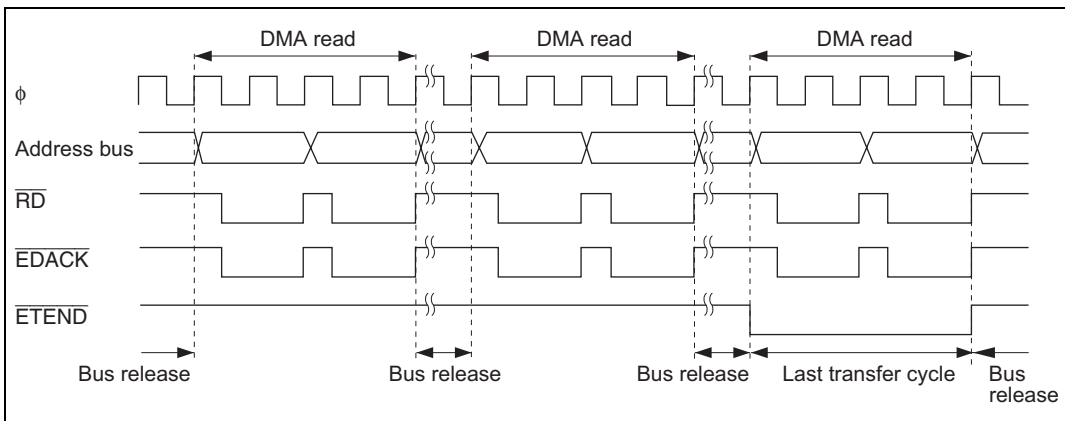 DMA read DMA read DMA read
φ
Address bus
RD
EDACK
ETEND
Bus release Bus release Bus release Last transfer cycle Bus release